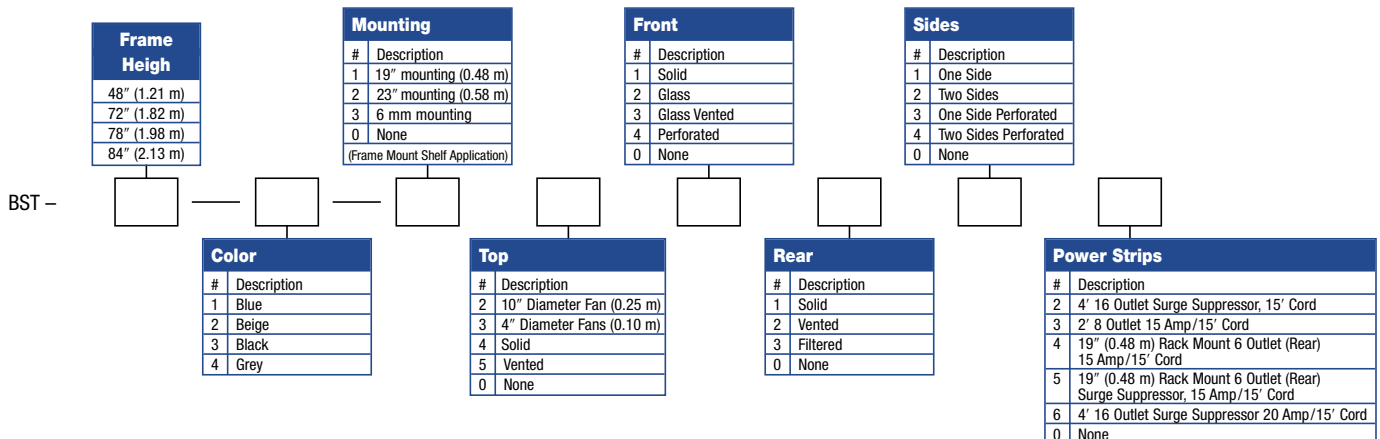 Frame
Heigh
48″ (1.21 m)
72″ (1.82 m)
78″ (1.98 m)
84″ (2.13 m)
Mounting
# Description
1 19″ mounting (0.48 m)
2 23″ mounting (0.58 m)
3 6 mm mounting
0 None
(Frame Mount Shelf Application)
Front
# Description
1 Solid
2 Glass
3 Glass Vented
4 Perforated
0 None
Sides
# Description
1 One Side
2 Two Sides
3 One Side Perforated
4 Two Sides Perforated
0 None
BST –
Color
# Description
1 Blue
2 Beige
3 Black
4 Grey
Top
# Description
2 10″ Diameter Fan (0.25 m)
3 4″ Diameter Fans (0.10 m)
4 Solid
5 Vented
0 None
Rear
# Description
1 Solid
2 Vented
3 Filtered
0 None
Power Strips
# Description
2 4′ 16 Outlet Surge Suppressor, 15′ Cord
3 2′ 8 Outlet 15 Amp/15′ Cord
4 19″ (0.48 m) Rack Mount 6 Outlet (Rear)
15 Amp/15′ Cord
5 19″ (0.48 m) Rack Mount 6 Outlet (Rear)
Surge Suppressor, 15 Amp/15′ Cord
6 4′ 16 Outlet Surge Suppressor 20 Amp/15′ Cord
0 None